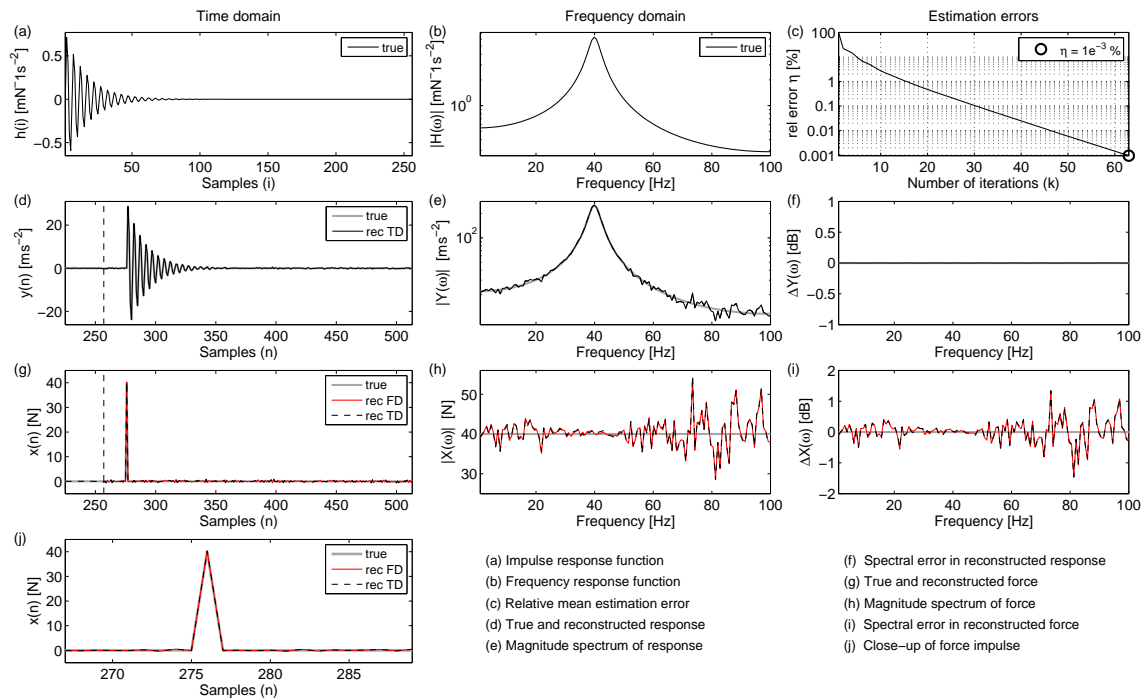 Time domain
Frequency domain
Estimation errors
(a)
h(i) [mN⁻1s⁻²]
0.5
0
−0.5
true
50
100
150
200
250
Samples (i)
(b)
|H(ω)| [mN⁻1s⁻²]
10⁰
true
20
40
60
80
100
Frequency [Hz]
(c)
rel error η [%]
100
1
0.1
0.01
0.001
η = 1e⁻³ %
10
20
30
40
50
60
Number of iterations (k)
(d)
y(n) [ms⁻²]
20
0
−20
true
rec TD
250
300
350
400
450
500
Samples (n)
(e)
|Y(ω)| [ms⁻²]
10²
20
40
60
80
100
Frequency [Hz]
(f)
ΔY(ω) [dB]
1
0.5
0
−0.5
−1
20
40
60
80
100
Frequency [Hz]
(g)
x(n) [N]
40
30
20
10
0
true
rec FD
rec TD
250
300
350
400
450
500
Samples (n)
(h)
|X(ω)| [N]
50
40
30
20
40
60
80
100
Frequency [Hz]
(i)
ΔX(ω) [dB]
2
1
0
−1
−2
20
40
60
80
100
Frequency [Hz]
(j)
x(n) [N]
40
30
20
10
0
true
rec FD
rec TD
270
275
280
285
Samples (n)
(a) Impulse response function
(b) Frequency response function
(c) Relative mean estimation error
(d) True and reconstructed response
(e) Magnitude spectrum of response
(f) Spectral error in reconstructed response
(g) True and reconstructed force
(h) Magnitude spectrum of force
(i) Spectral error in reconstructed force
(j) Close-up of force impulse